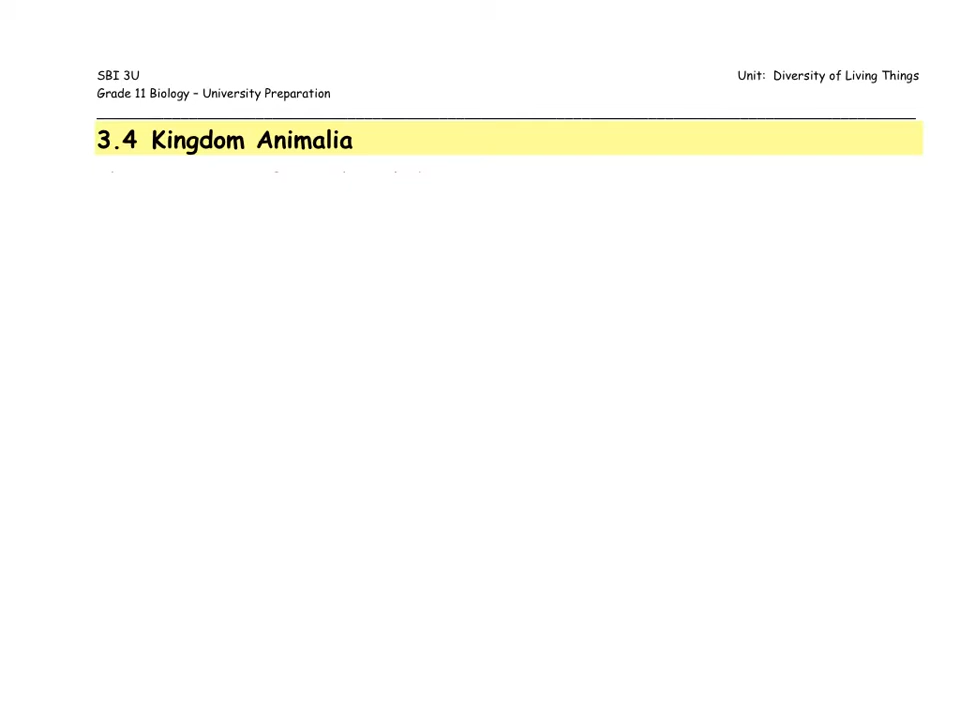 SBI 3U
Unit: Diversity of Living Things
Grade 11 Biology – University Preparation
3.4 Kingdom Animalia